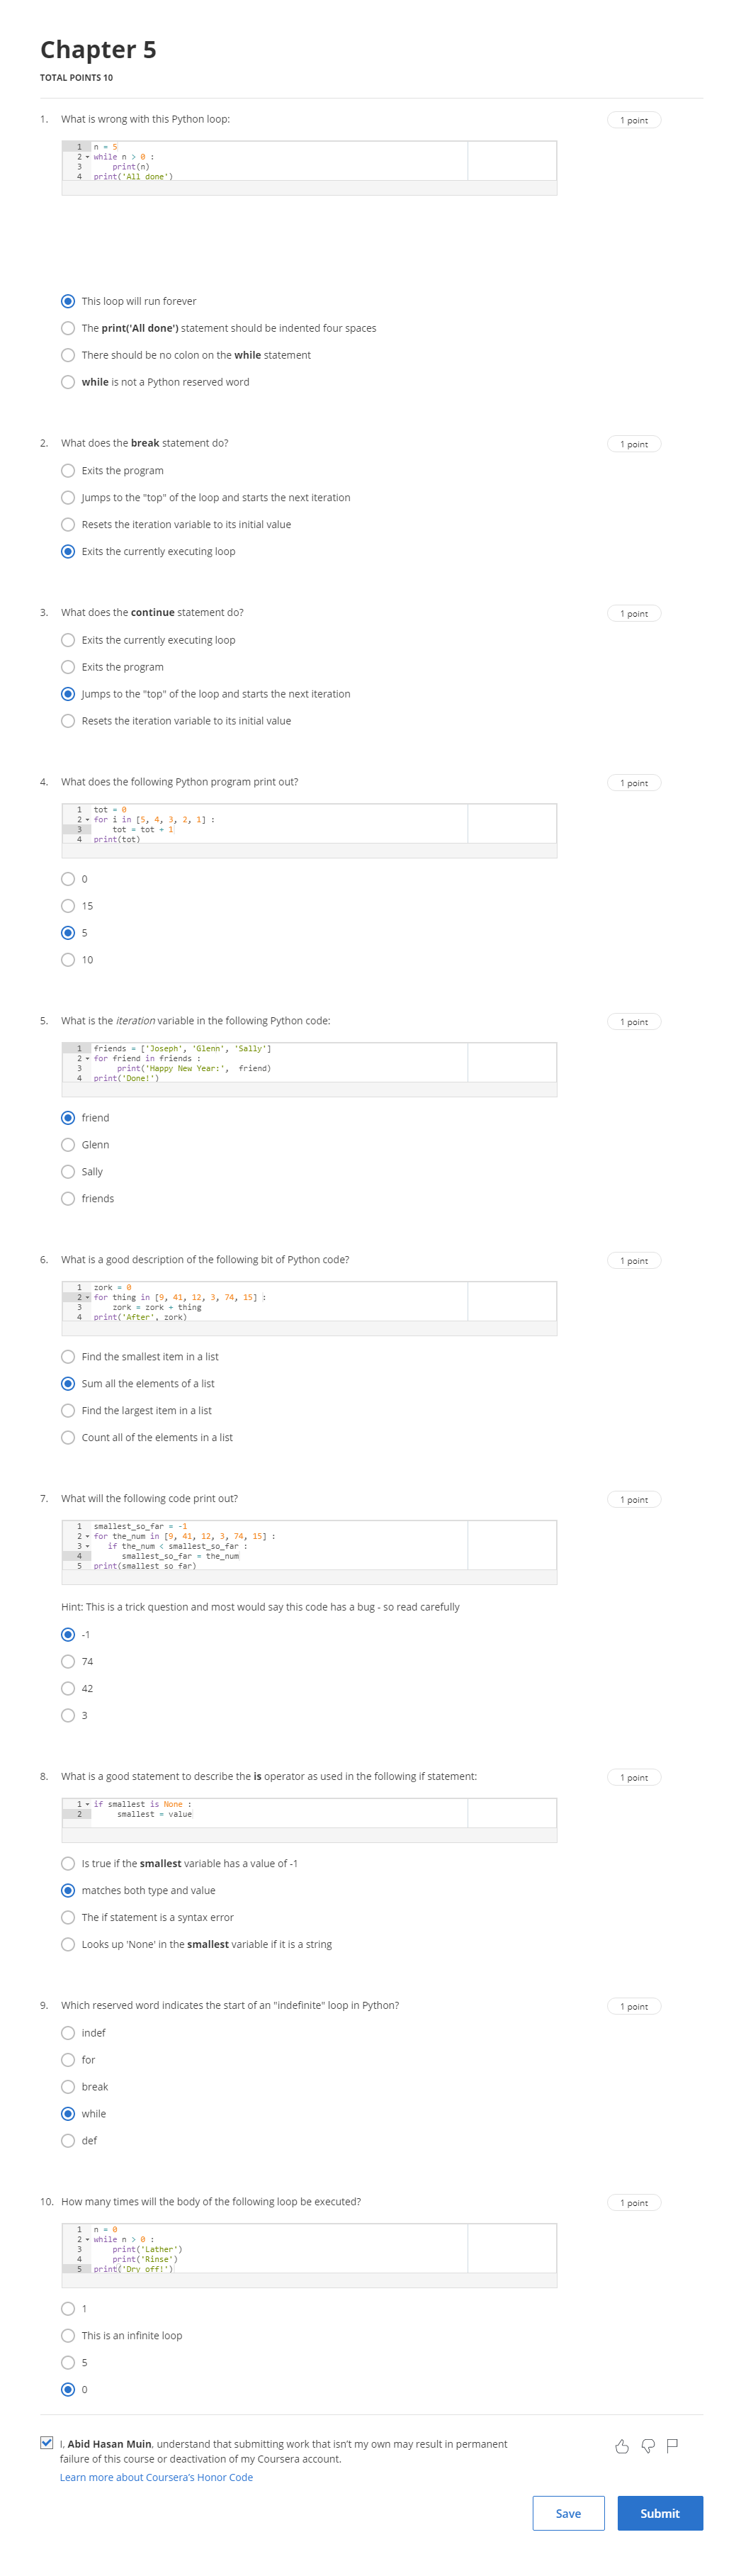 Chapter 5
TOTAL POINTS 10
1. What is wrong with this Python loop:
1 point
1 n = 5
2 while n > 0 :
3     print(n)
4 print('All done')
This loop will run forever
The print('All done') statement should be indented four spaces
There should be no colon on the while statement
while is not a Python reserved word
2. What does the break statement do?
1 point
Exits the program
Jumps to the "top" of the loop and starts the next iteration
Resets the iteration variable to its initial value
Exits the currently executing loop
3. What does the continue statement do?
1 point
Exits the currently executing loop
Exits the program
Jumps to the "top" of the loop and starts the next iteration
Resets the iteration variable to its initial value
4. What does the following Python program print out?
1 point
1 tot = 0
2 for i in [5, 4, 3, 2, 1] :
3     tot = tot + 1
4 print(tot)
0
15
5
10
5. What is the iteration variable in the following Python code:
1 point
1 friends = ['Joseph', 'Glenn', 'Sally']
2 for friend in friends :
3      print('Happy New Year:',  friend)
4 print('Done!')
friend
Glenn
Sally
friends
6. What is a good description of the following bit of Python code?
1 point
1 zork = 0
2 for thing in [9, 41, 12, 3, 74, 15] :
3     zork = zork + thing
4 print('After', zork)
Find the smallest item in a list
Sum all the elements of a list
Find the largest item in a list
Count all of the elements in a list
7. What will the following code print out?
1 point
1 smallest_so_far = -1
2 for the_num in [9, 41, 12, 3, 74, 15] :
3    if the_num < smallest_so_far :
4       smallest_so_far = the_num
5 print(smallest_so_far)
Hint: This is a trick question and most would say this code has a bug - so read carefully
-1
74
42
3
8. What is a good statement to describe the is operator as used in the following if statement:
1 point
1 if smallest is None :
2      smallest = value
Is true if the smallest variable has a value of -1
matches both type and value
The if statement is a syntax error
Looks up 'None' in the smallest variable if it is a string
9. Which reserved word indicates the start of an "indefinite" loop in Python?
1 point
indef
for
break
while
def
10. How many times will the body of the following loop be executed?
1 point
1 n = 0
2 while n > 0 :
3     print('Lather')
4     print('Rinse')
5 print('Dry off!')
1
This is an infinite loop
5
0
I, Abid Hasan Muin, understand that submitting work that isn't my own may result in permanent
failure of this course or deactivation of my Coursera account.
Learn more about Coursera's Honor Code
Save
Submit